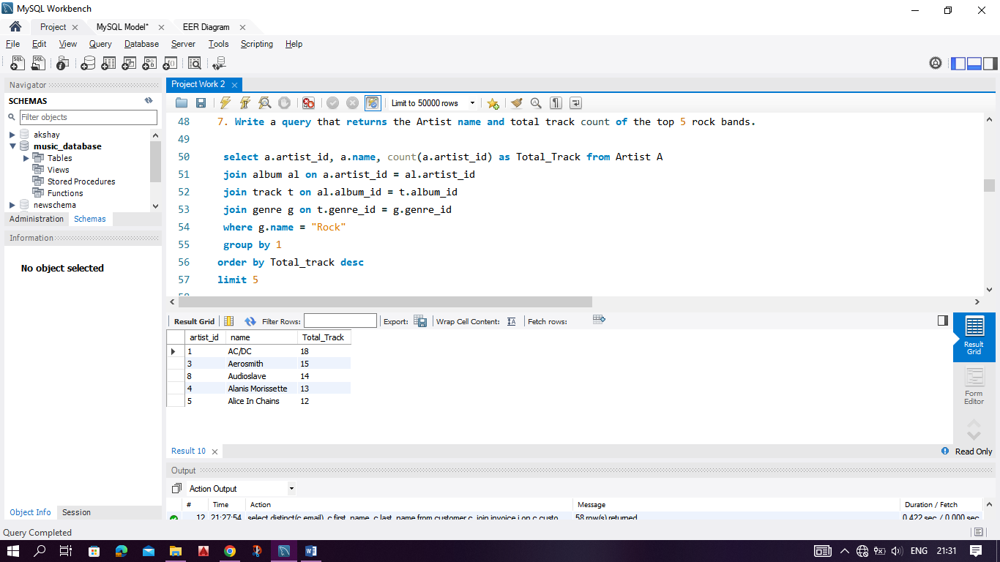 MySQL Workbench
Project
MySQL Model*
EER Diagram
File Edit View Query Database Server Tools Scripting Help
Navigator
SCHEMAS
Filter objects
akshay
music_database
Tables
Views
Stored Procedures
Functions
newschema
Administration Schemas
Information
No object selected
Object Info Session
Query Completed
Project Work 2
Limit to 50000 rows
48 7. Write a query that returns the Artist name and total track count of the top 5 rock bands.
49
50 select a.artist_id, a.name, count(a.artist_id) as Total_Track from Artist A
51 join album al on a.artist_id = al.artist_id
52 join track t on al.album_id = t.album_id
53 join genre g on t.genre_id = g.genre_id
54 where g.name = "Rock"
55 group by 1
56 order by Total_track desc
57 limit 5
Result Grid Filter Rows: Export: Wrap Cell Content: Fetch rows:
artist_id name Total_Track
1 AC/DC 18
3 Aerosmith 15
8 Audioslave 14
4 Alanis Morissette 13
5 Alice In Chains 12
Result Grid
Form Editor
Result 10
Read Only
Output
Action Output
# Time Action Message Duration / Fetch
12 21:27:54 select distinct(c.email), c.first_name, c.last_name from customer c join invoice i on c.custo... 58 row(s) returned 0.422 sec / 0.000 sec
ENG 21:31